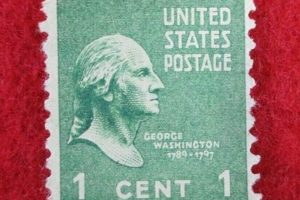 UNITED
STATES
POSTAGE
GEORGE
WASHINGTON
1789-1797
1 CENT 1